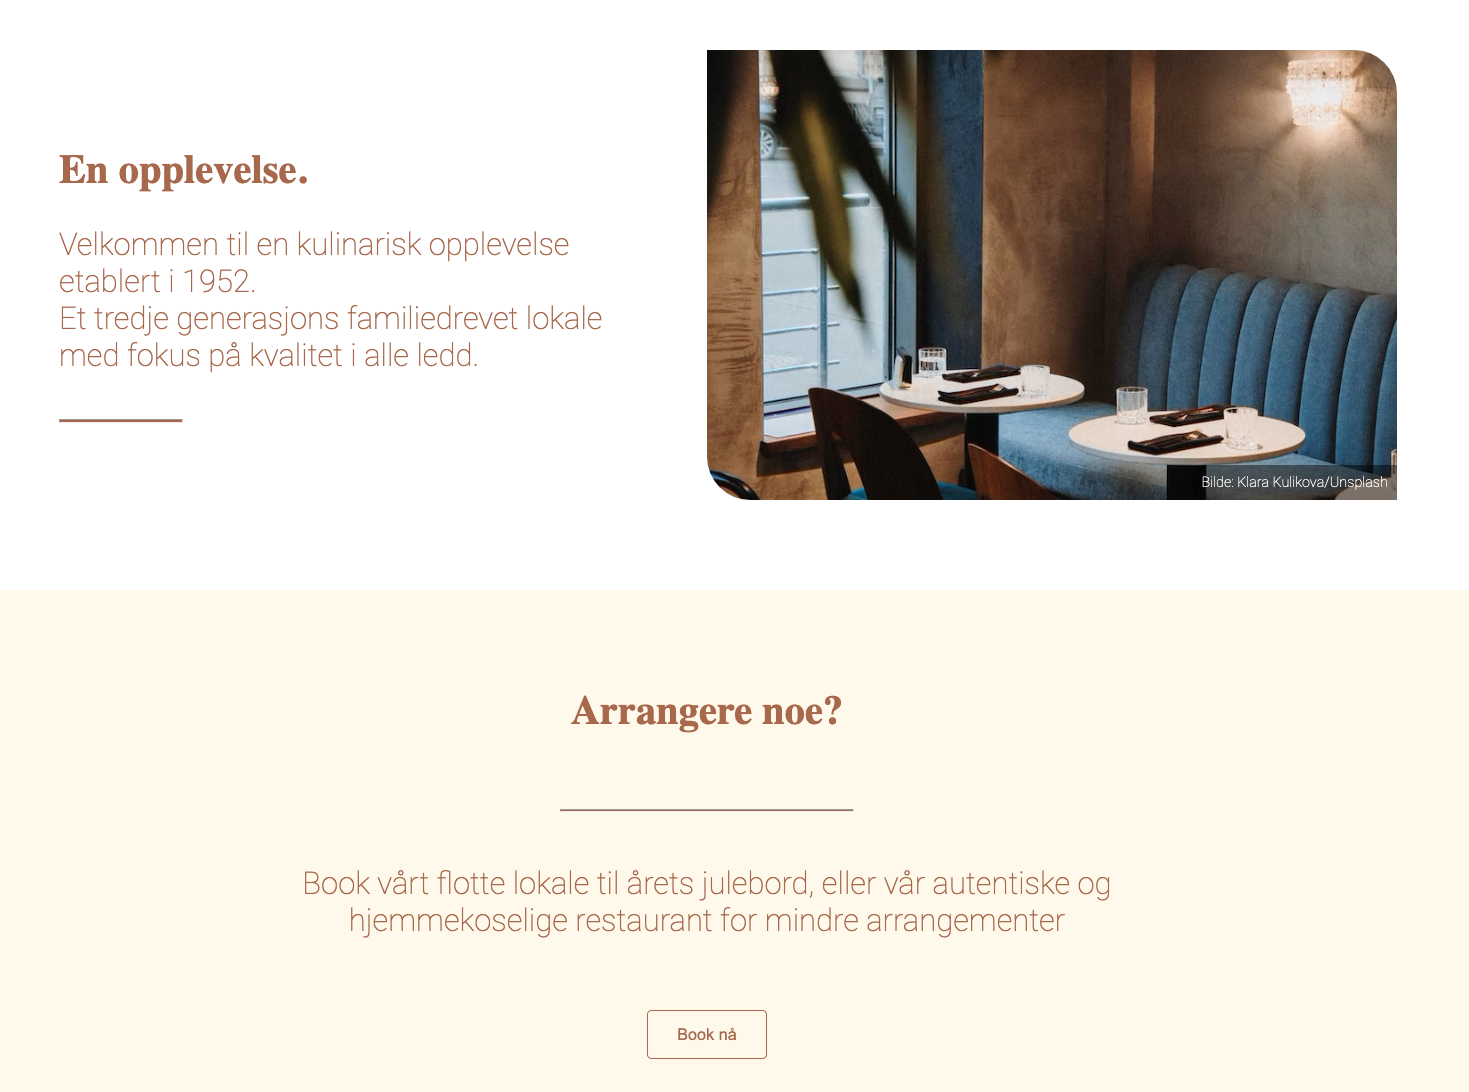 En opplevelse.
Velkommen til en kulinarisk opplevelse
etablert i 1952.
Et tredje generasjons familiedrevet lokale
med fokus på kvalitet i alle ledd.
Bilde: Klara Kulikova/Unsplash
Arrangere noe?
Book vårt flotte lokale til årets julebord, eller vår autentiske og
hjemmekoselige restaurant for mindre arrangementer
Book nå